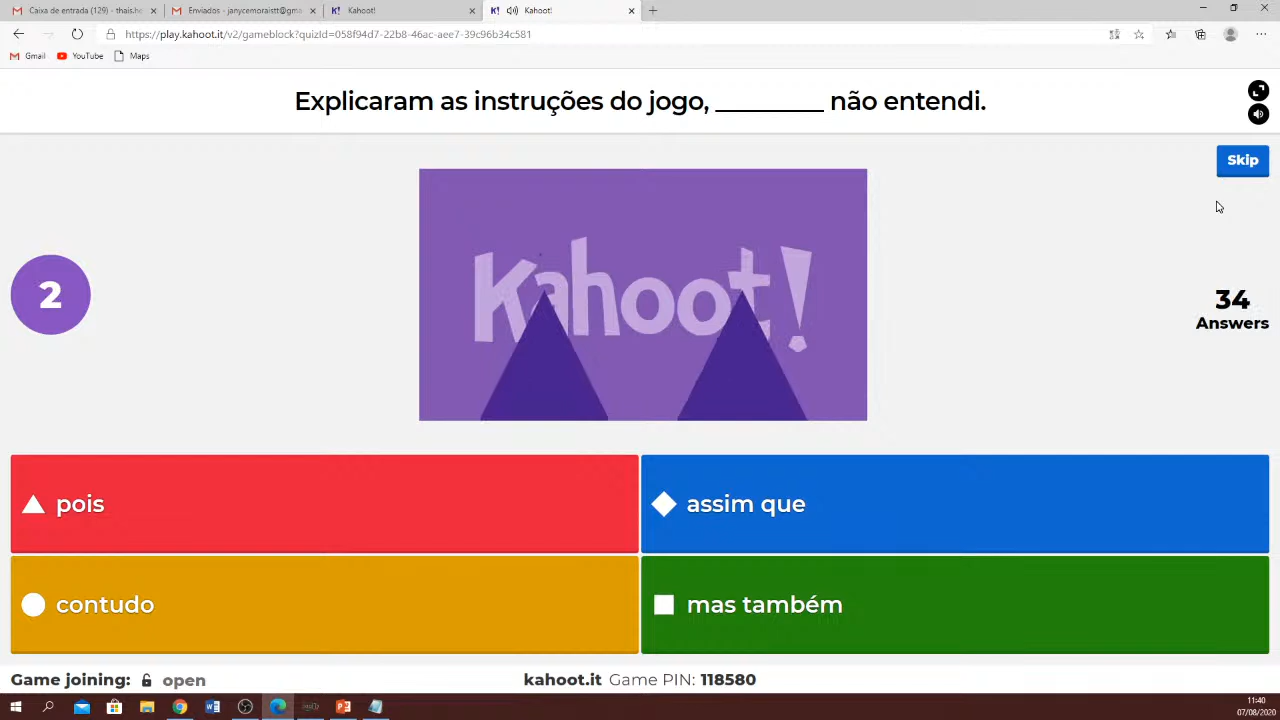 Caixa de entrada (129) - thais.hg
Enviados - janycemoraistt@gma
Kahoot!
K! Kahoot!
https://play.kahoot.it/v2/gameblock?quizId=058f94d7-22b8-46ac-aee7-39c96b34c581
Gmail YouTube Maps
Explicaram as instruções do jogo, _________ não entendi.
Skip
Kahoot!
2
34
Answers
pois
assim que
contudo
mas também
Game joining: open
kahoot.it Game PIN: 118580
11:40
07/08/2020